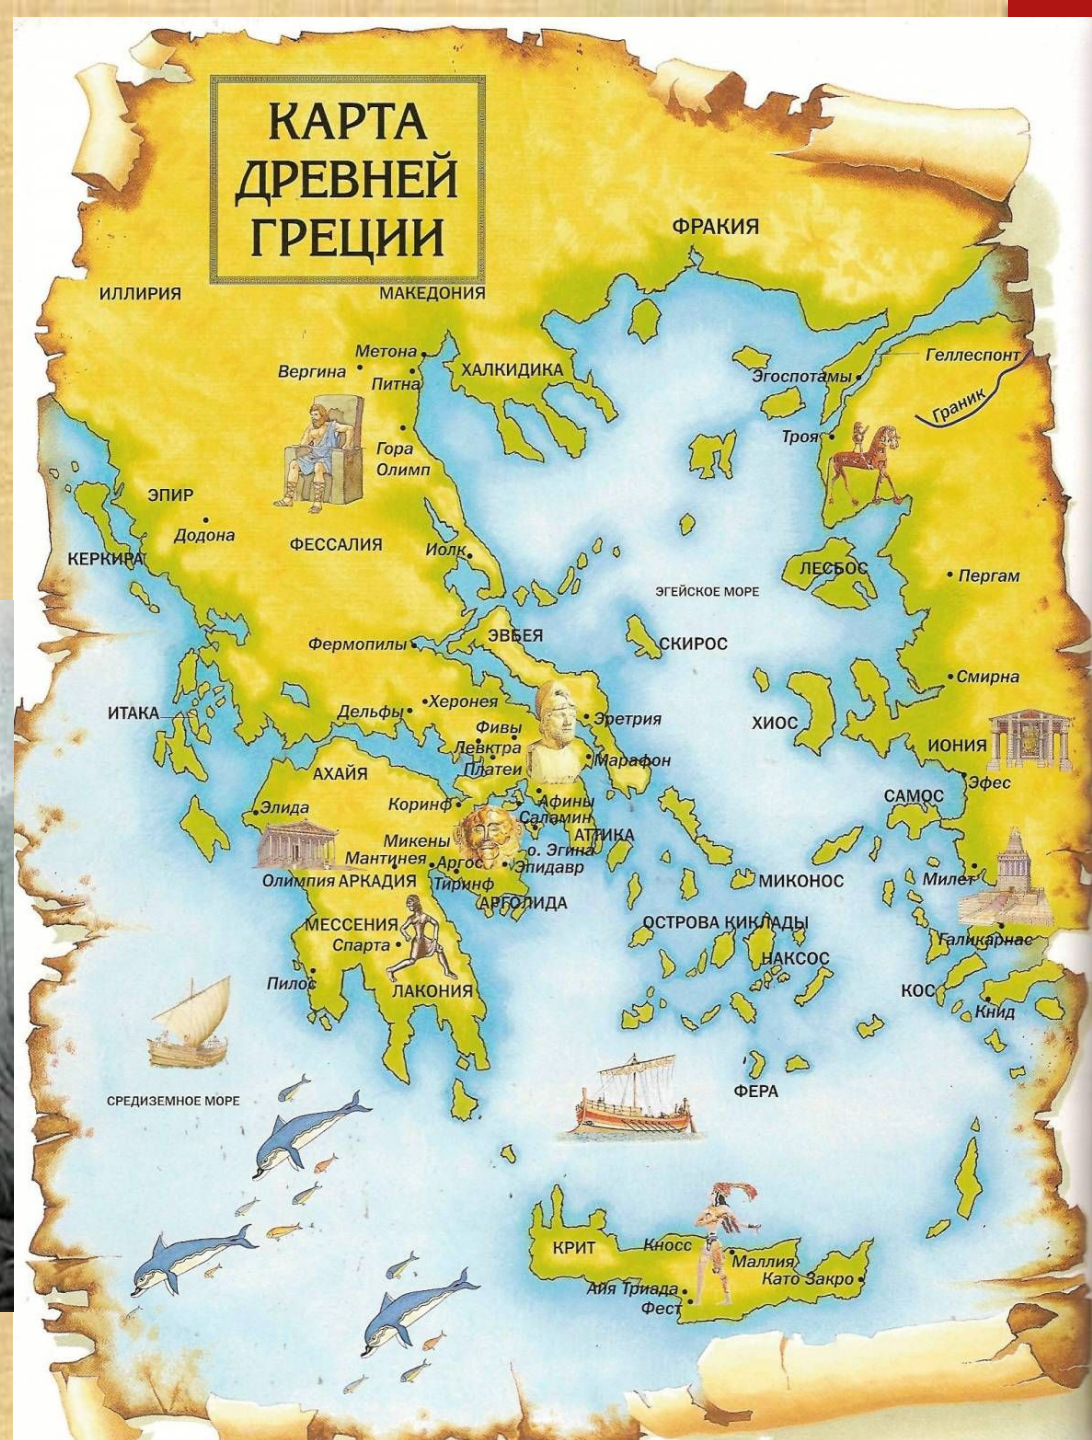 КАРТА
ДРЕВНЕЙ
ГРЕЦИИ
ФРАКИЯ
ИЛЛИРИЯ
МАКЕДОНИЯ
Метона
Вергина
Питна
ХАЛКИДИКА
Геллеспонт
Эгоспотамы
Граник
Троя
Гора
Олимп
ЭПИР
Додона
ФЕССАЛИЯ
Иолк
КЕРКИРА
ЛЕСБОС
Пергам
ЭГЕЙСКОЕ МОРЕ
Фермопилы
ЭВБЕЯ
СКИРОС
Смирна
ИТАКА
Дельфы
Херонея
Фивы
Левктра
Платеи
Эретрия
Марафон
ХИОС
ИОНИЯ
Эфес
АХАЙЯ
Элида
Коринф
Афины
Саламин
АТТИКА
САМОС
Микены
Мантинея
Аргос
о. Эгина
Эпидавр
Олимпия
АРКАДИЯ
Тиринф
АРГОЛИДА
МИКОНОС
Милет
МЕССЕНИЯ
Спарта
ОСТРОВА КИКЛАДЫ
Галикарнас
НАКСОС
Пилос
ЛАКОНИЯ
КОС
Книд
СРЕДИЗЕМНОЕ МОРЕ
ФЕРА
КРИТ
Кносс
Маллия
Като Закро
Айя Триада
Фест